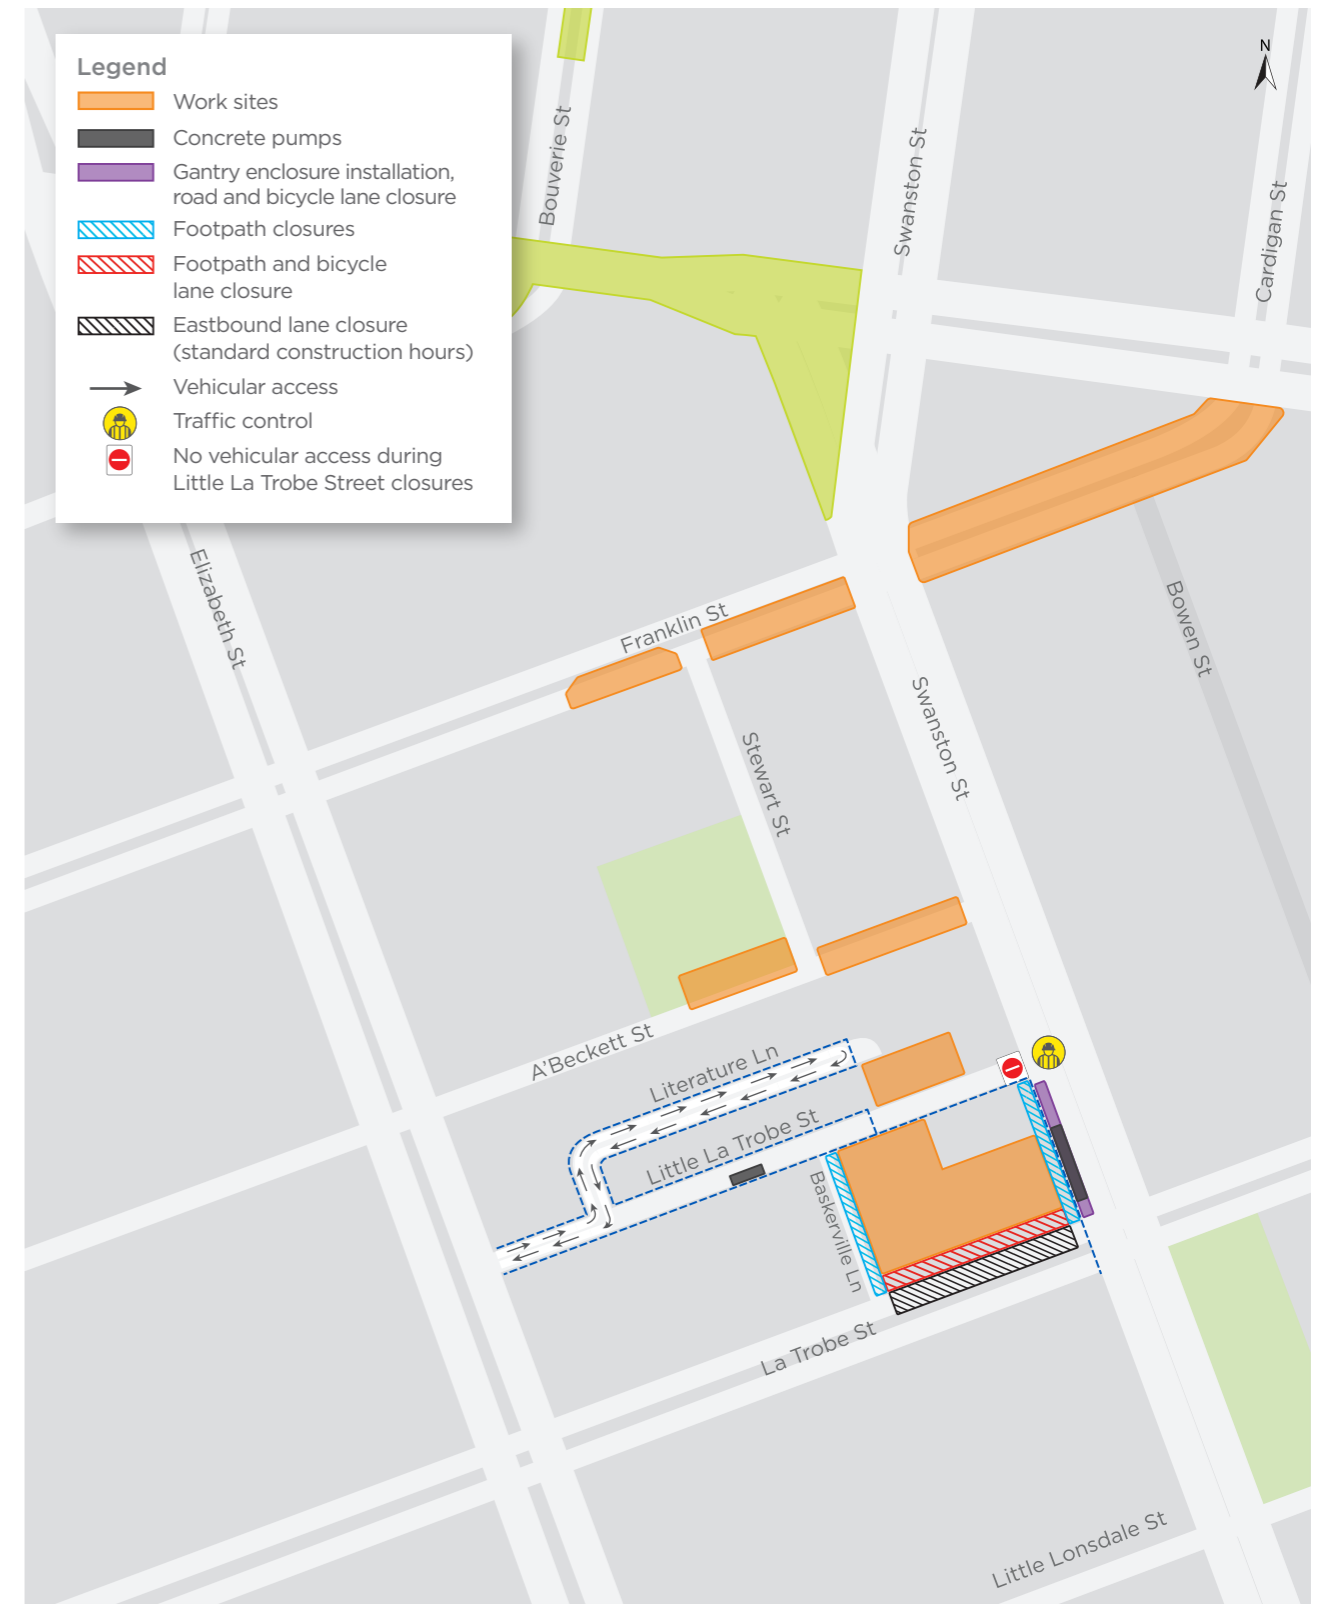 Legend
Work sites
Concrete pumps
Gantry enclosure installation,
road and bicycle lane closure
Footpath closures
Footpath and bicycle
lane closure
Eastbound lane closure
(standard construction hours)
Vehicular access
Traffic control
No vehicular access during
Little La Trobe Street closures
N
Bouverie St
Swanston St
Cardigan St
Elizabeth St
Franklin St
Bowen St
Swanston St
Stewart St
A'Beckett St
Literature Ln
Little La Trobe St
Baskerville Ln
La Trobe St
Little Lonsdale St